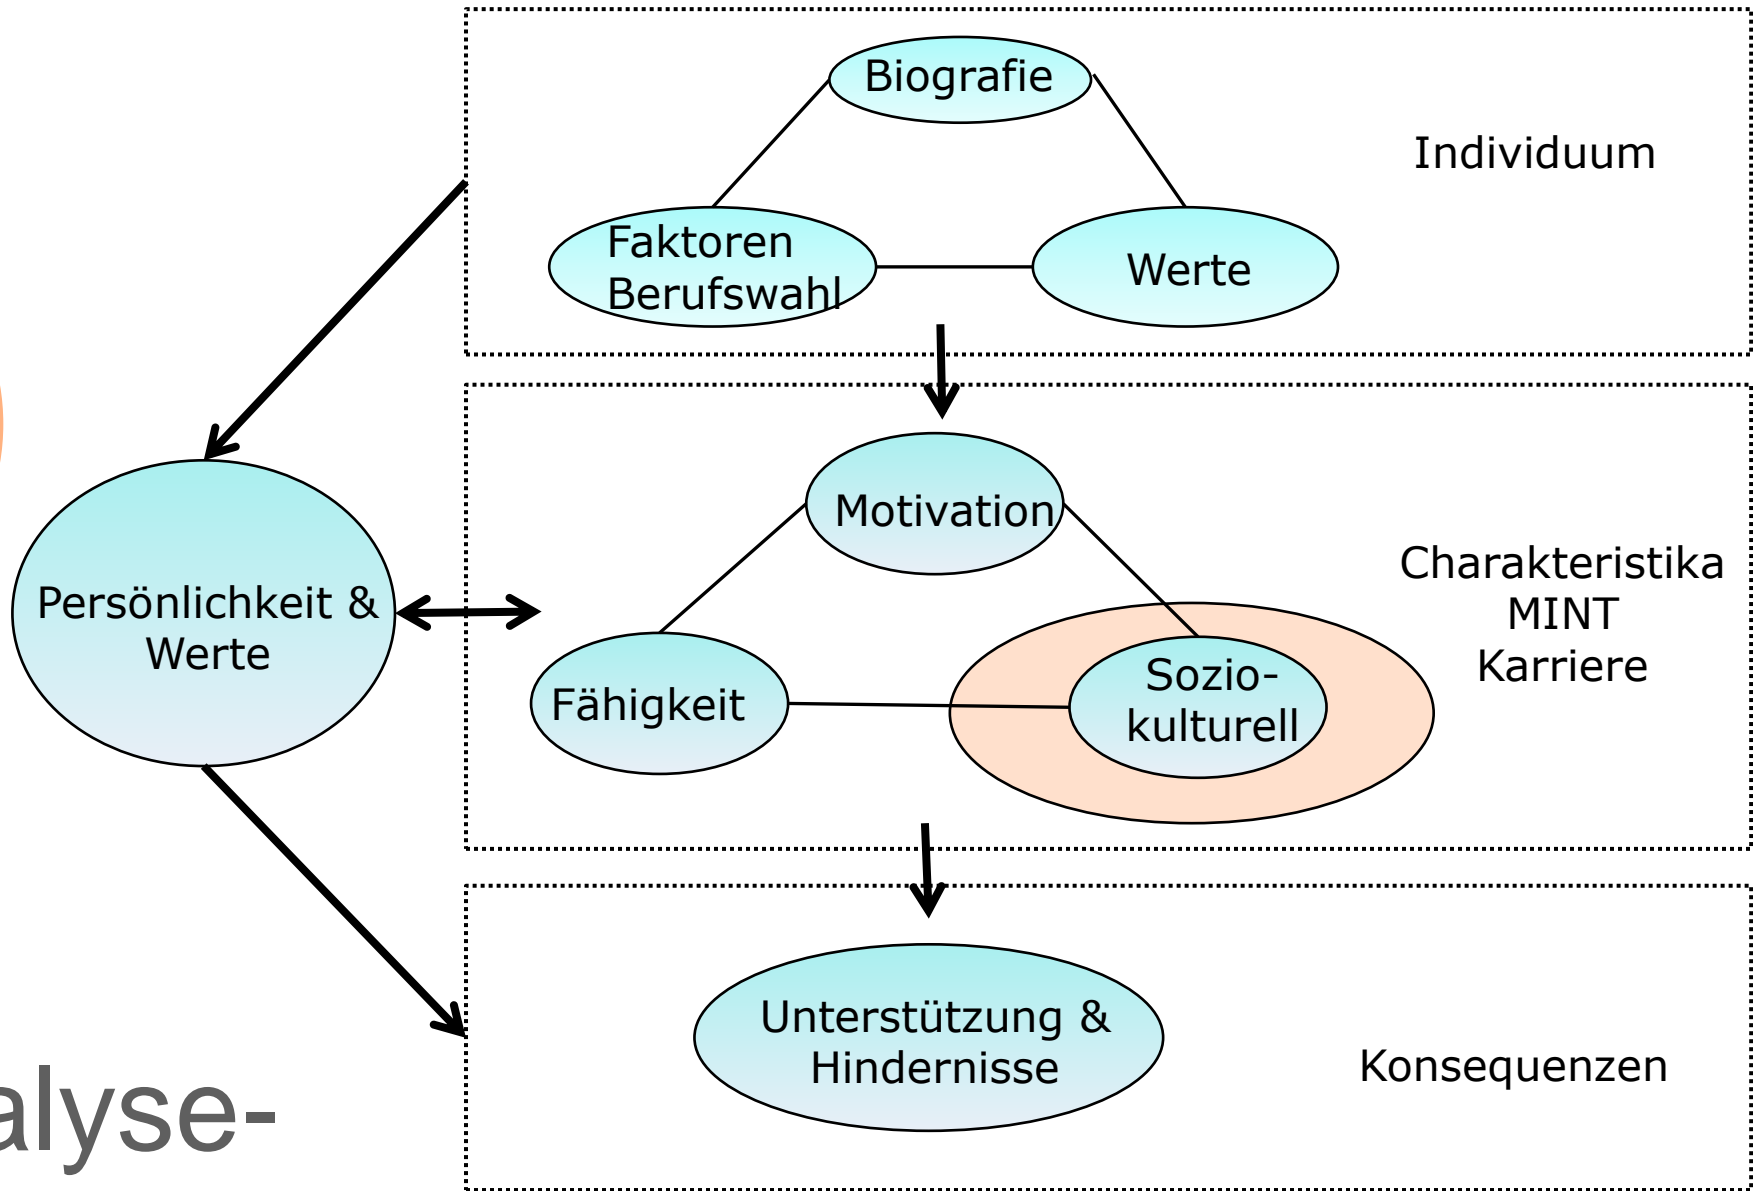 Biografie
Individuum
Faktoren
Berufswahl
Werte
Motivation
Charakteristika
MINT
Karriere
Persönlichkeit &
Werte
Fähigkeit
Sozio-
kulturell
Unterstützung &
Hindernisse
Konsequenzen
alyse-